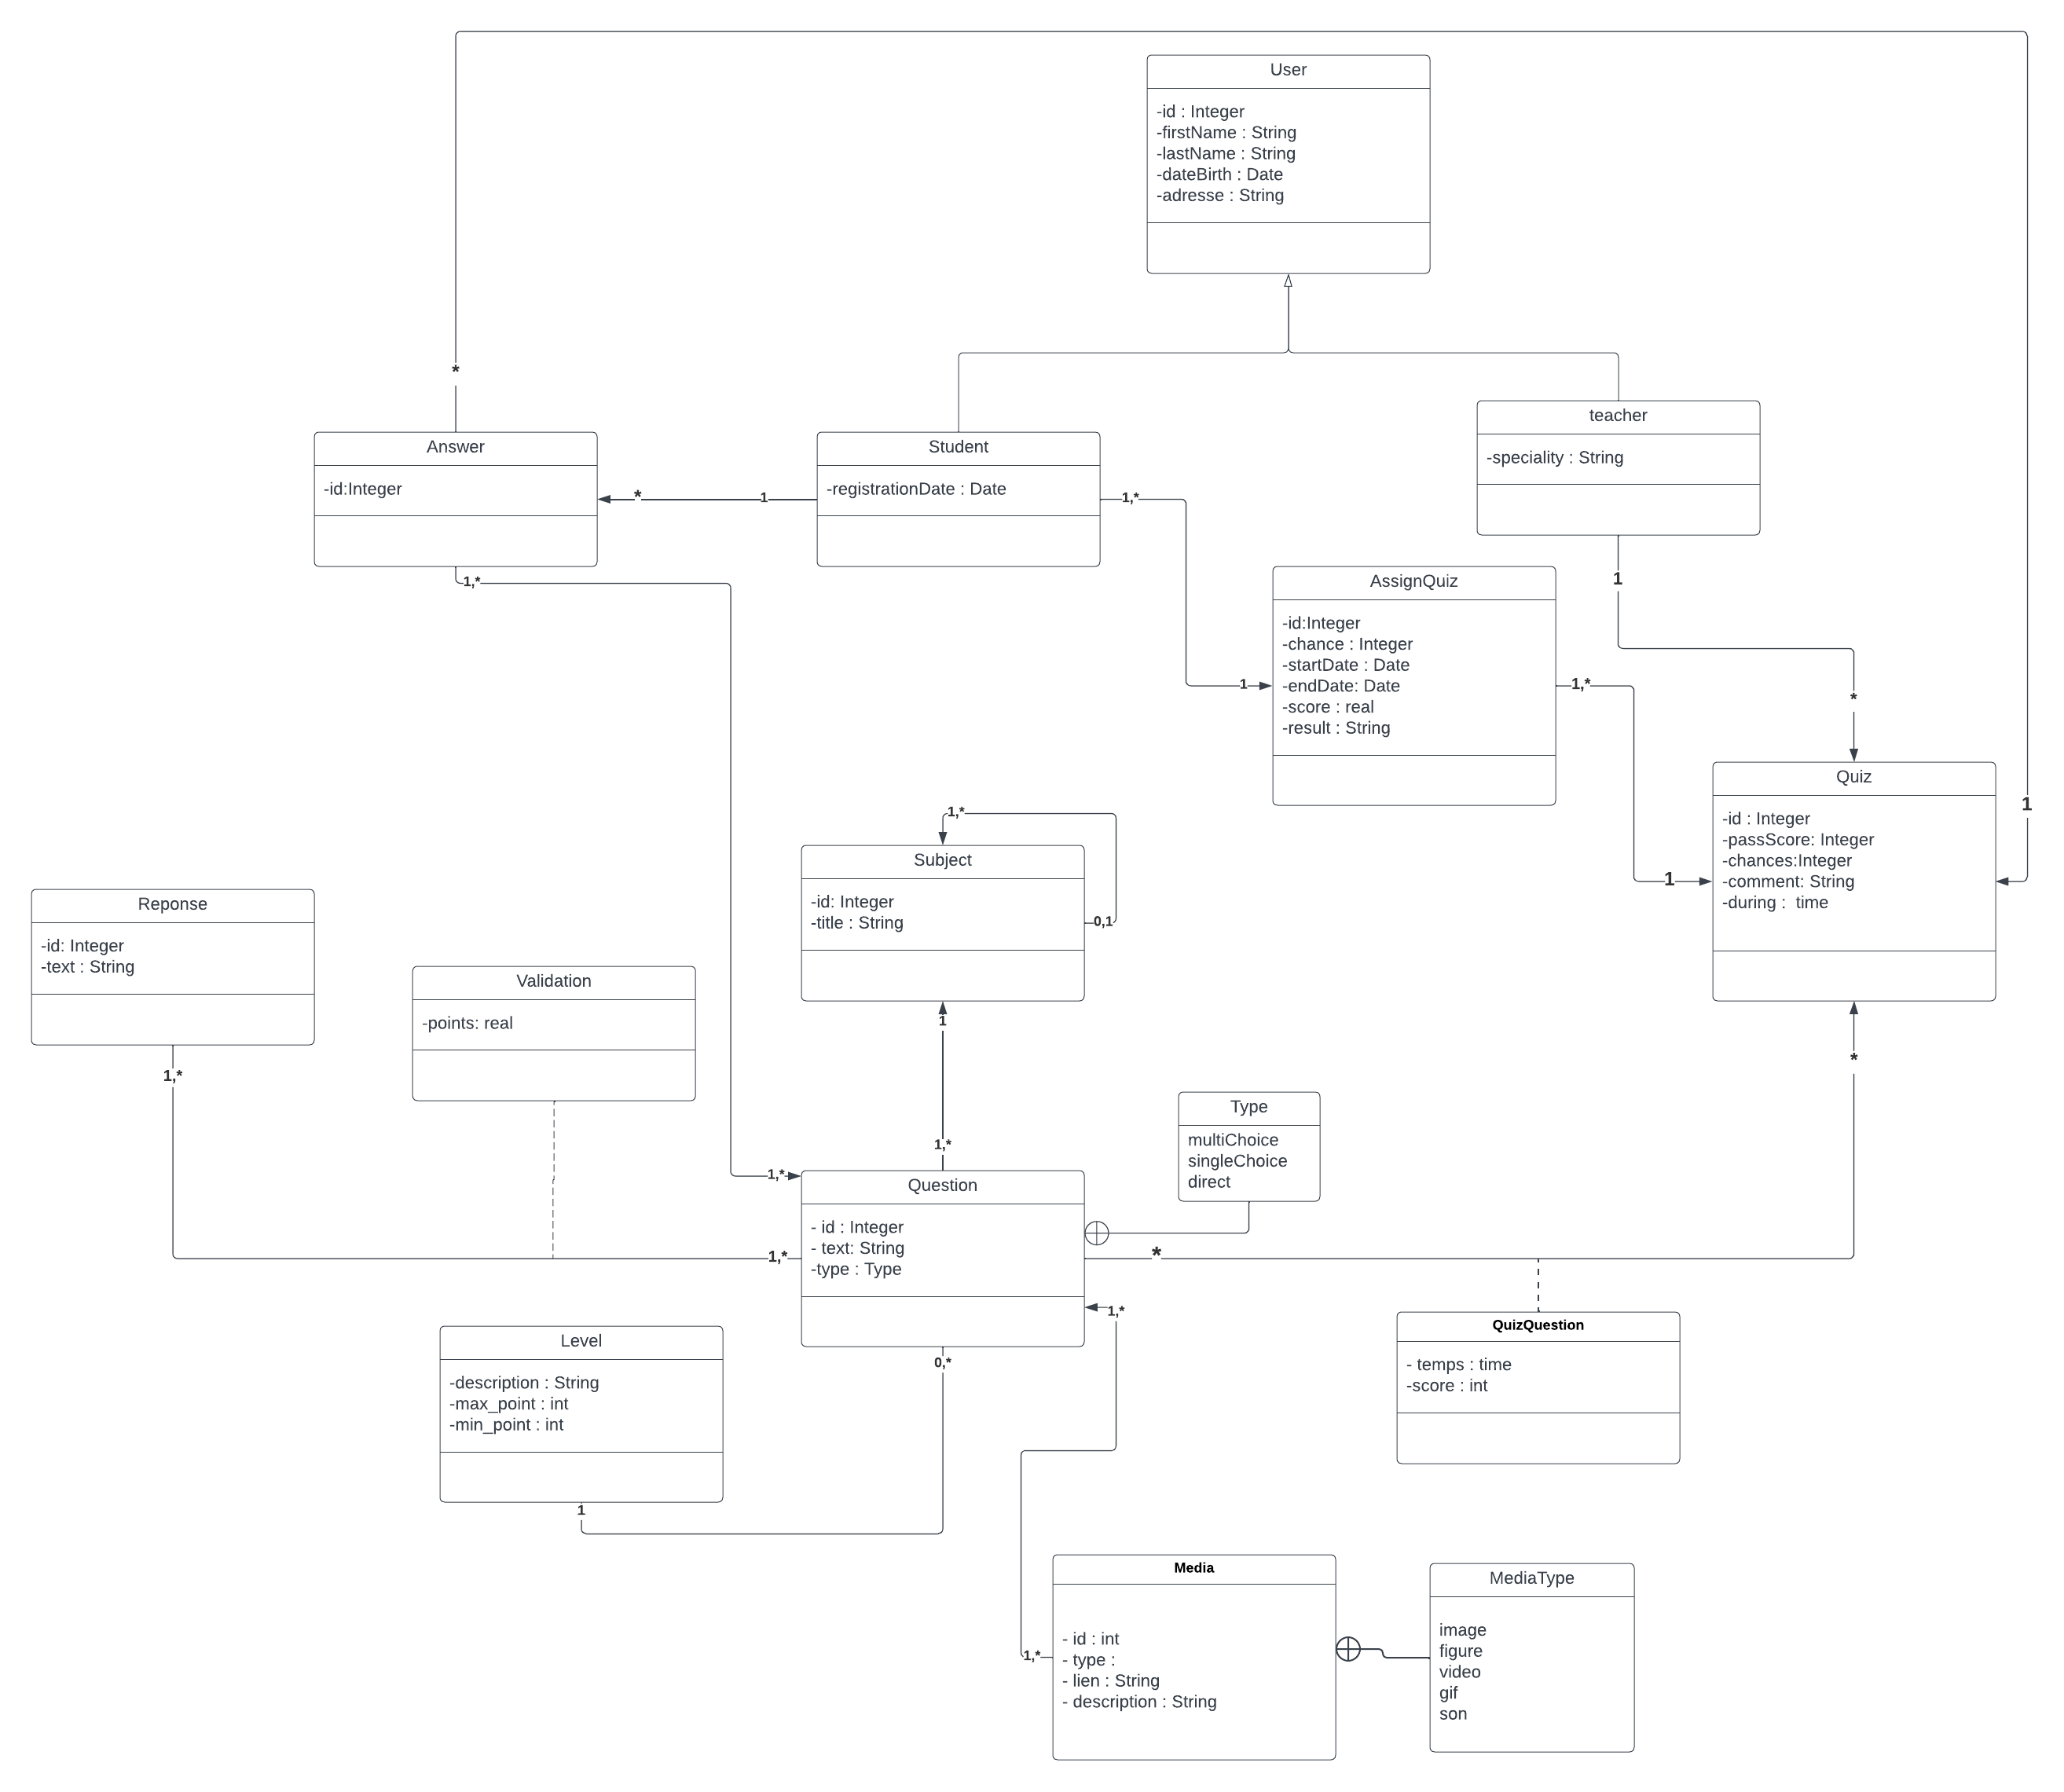 User
-id : Integer
-firstName : String
-lastName : String
-dateBirth : Date
-adresse : String
*
Answer
-id:Integer
*
1
Student
-registrationDate : Date
1,*
teacher
-speciality : String
1
1,*
AssignQuiz
-id:Integer
-chance : Integer
-startDate : Date
-endDate: Date
-score : real
-result : String
1
1,*
*
1
1
Quiz
-id : Integer
-passScore: Integer
-chances:Integer
-comment: String
-during :  time
*
1,*
Subject
-id: Integer
-title : String
0,1
1
1,*
Reponse
-id: Integer
-text : String
1,*
Validation
-points: real
1,*
1,*
Question
- id : Integer
- text: String
-type : Type
*
1,*
0,*
Type
multiChoice
singleChoice
direct
QuizQuestion
- temps : time
-score : int
Level
-description : String
-max_point : int
-min_point : int
1
1,*
Media
- id : int
- type :
- lien : String
- description : String
MediaType
image
figure
video
gif
son